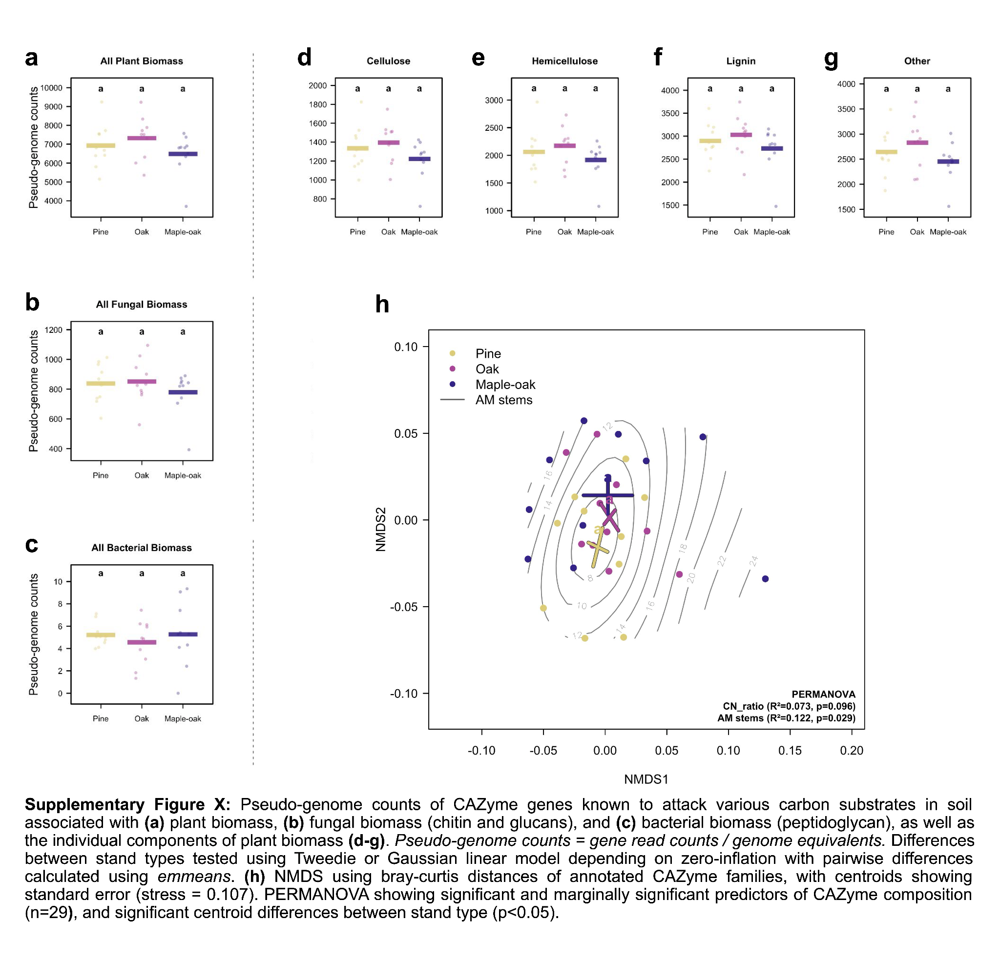 a
All Plant Biomass
Pseudo-genome counts
10000
9000
8000
7000
6000
5000
4000
a a a
Pine Oak Maple-oak
d
Cellulose
2000
1800
1600
1400
1200
1000
800
a a a
Pine Oak Maple-oak
e
Hemicellulose
3000
2500
2000
1500
1000
a a a
Pine Oak Maple-oak
f
Lignin
4000
3500
3000
2500
2000
1500
a a a
Pine Oak Maple-oak
g
Other
4000
3500
3000
2500
2000
1500
a a a
Pine Oak Maple-oak
b
All Fungal Biomass
Pseudo-genome counts
1200
1000
800
600
400
a a a
Pine Oak Maple-oak
c
All Bacterial Biomass
Pseudo-genome counts
10
8
6
4
2
0
a a a
Pine Oak Maple-oak
h
NMDS2
0.10
0.05
0.00
-0.05
-0.10
Pine
Oak
Maple-oak
AM stems
12
16
14
a
a
a
8
10
12
14
16
18
20
22
24
PERMANOVA
CN_ratio (R²=0.073, p=0.096)
AM stems (R²=0.122, p=0.029)
-0.10 -0.05 0.00 0.05 0.10 0.15 0.20
NMDS1
Supplementary Figure X: Pseudo-genome counts of CAZyme genes known to attack various carbon substrates in soil
associated with (a) plant biomass, (b) fungal biomass (chitin and glucans), and (c) bacterial biomass (peptidoglycan), as well as
the individual components of plant biomass (d-g). Pseudo-genome counts = gene read counts / genome equivalents. Differences
between stand types tested using Tweedie or Gaussian linear model depending on zero-inflation with pairwise differences
calculated using emmeans. (h) NMDS using bray-curtis distances of annotated CAZyme families, with centroids showing
standard error (stress = 0.107). PERMANOVA showing significant and marginally significant predictors of CAZyme composition
(n=29), and significant centroid differences between stand type (p<0.05).